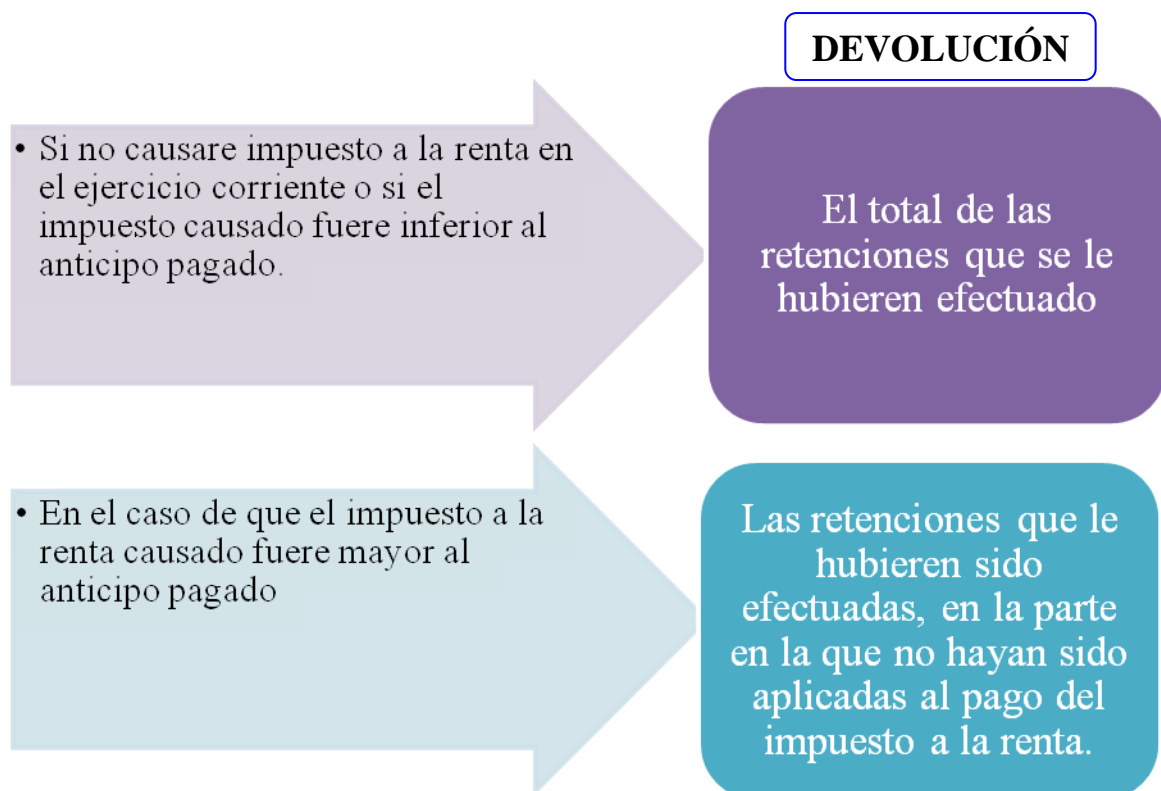 DEVOLUCIÓN
• Si no causare impuesto a la renta en
el ejercicio corriente o si el
impuesto causado fuere inferior al
anticipo pagado.
El total de las
retenciones que se le
hubieren efectuado
• En el caso de que el impuesto a la
renta causado fuere mayor al
anticipo pagado
Las retenciones que le
hubieren sido
efectuadas, en la parte
en la que no hayan sido
aplicadas al pago del
impuesto a la renta.